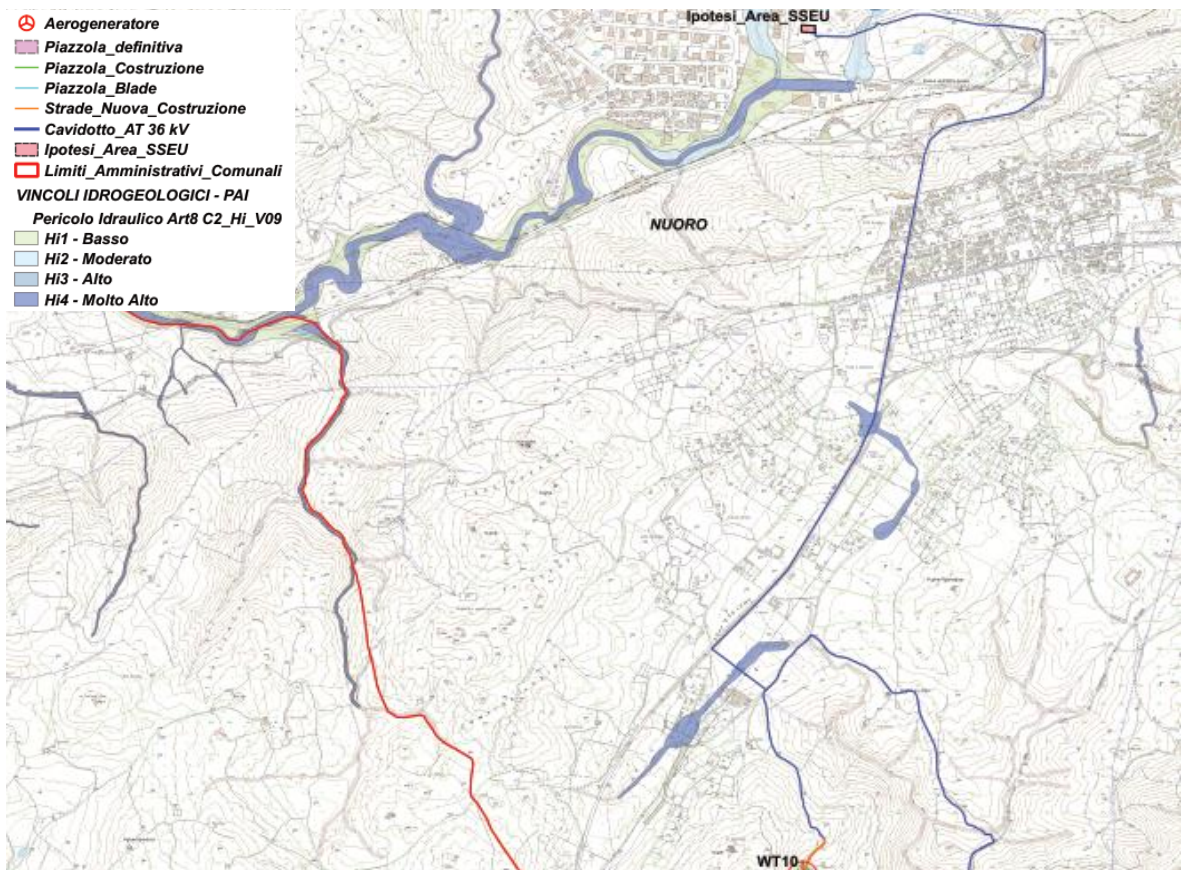 Aerogeneratore
Piazzola_definitiva
Piazzola_Costruzione
Piazzola_Blade
Strade_Nuova_Costruzione
Cavidotto_AT 36 kV
Ipotesi_Area_SSEU
Limiti_Amministrativi_Comunali
VINCOLI IDROGEOLOGICI - PAI
Pericolo Idraulico Art8 C2_Hi_V09
Hi1 - Basso
Hi2 - Moderato
Hi3 - Alto
Hi4 - Molto Alto
Ipotesi_Area_SSEU
NUORO
WT10